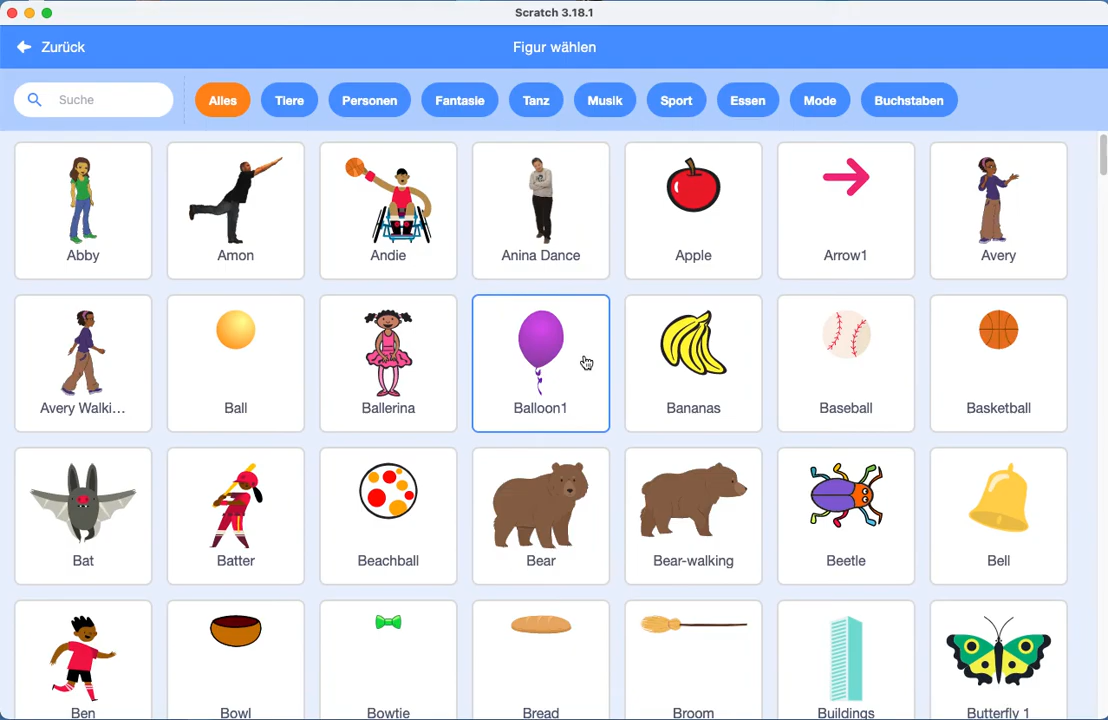 Scratch 3.18.1
Zurück
Figur wählen
Suche
Alles
Tiere
Personen
Fantasie
Tanz
Musik
Sport
Essen
Mode
Buchstaben
Abby
Amon
Andie
Anina Dance
Apple
Arrow1
Avery
Avery Walki...
Ball
Ballerina
Balloon1
Bananas
Baseball
Basketball
Bat
Batter
Beachball
Bear
Bear-walking
Beetle
Bell
Ben
Bowl
Bowtie
Bread
Broom
Buildings
Butterfly 1